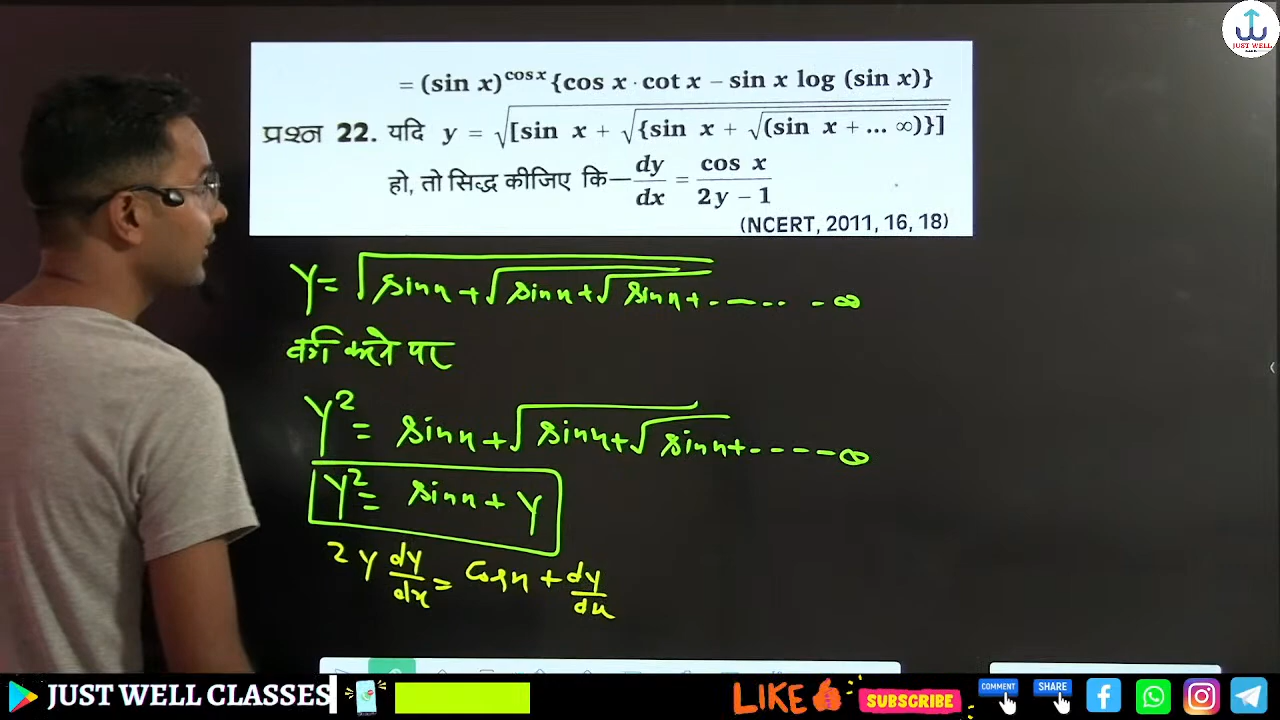 JUST WELL
= (sin x)^cos x {cos x · cot x – sin x log (sin x)}
प्रश्न 22. यदि y = √[sin x + √{sin x + √(sin x + ... ∞)}]
हो, तो सिद्ध कीजिए कि— dy/dx = cos x/2y – 1
(NCERT, 2011, 16, 18)
Y = √sinx + √sinx + √sinx + ------ - ∞
वर्ग करने पर
Y² = sinx + √sinx + √sinx + ----- ∞
Y² = sinx + Y
2Y dY/dx = cosx + dy/dx
JUST WELL CLASSES
LIKE
SUBSCRIBE
COMMENT
SHARE